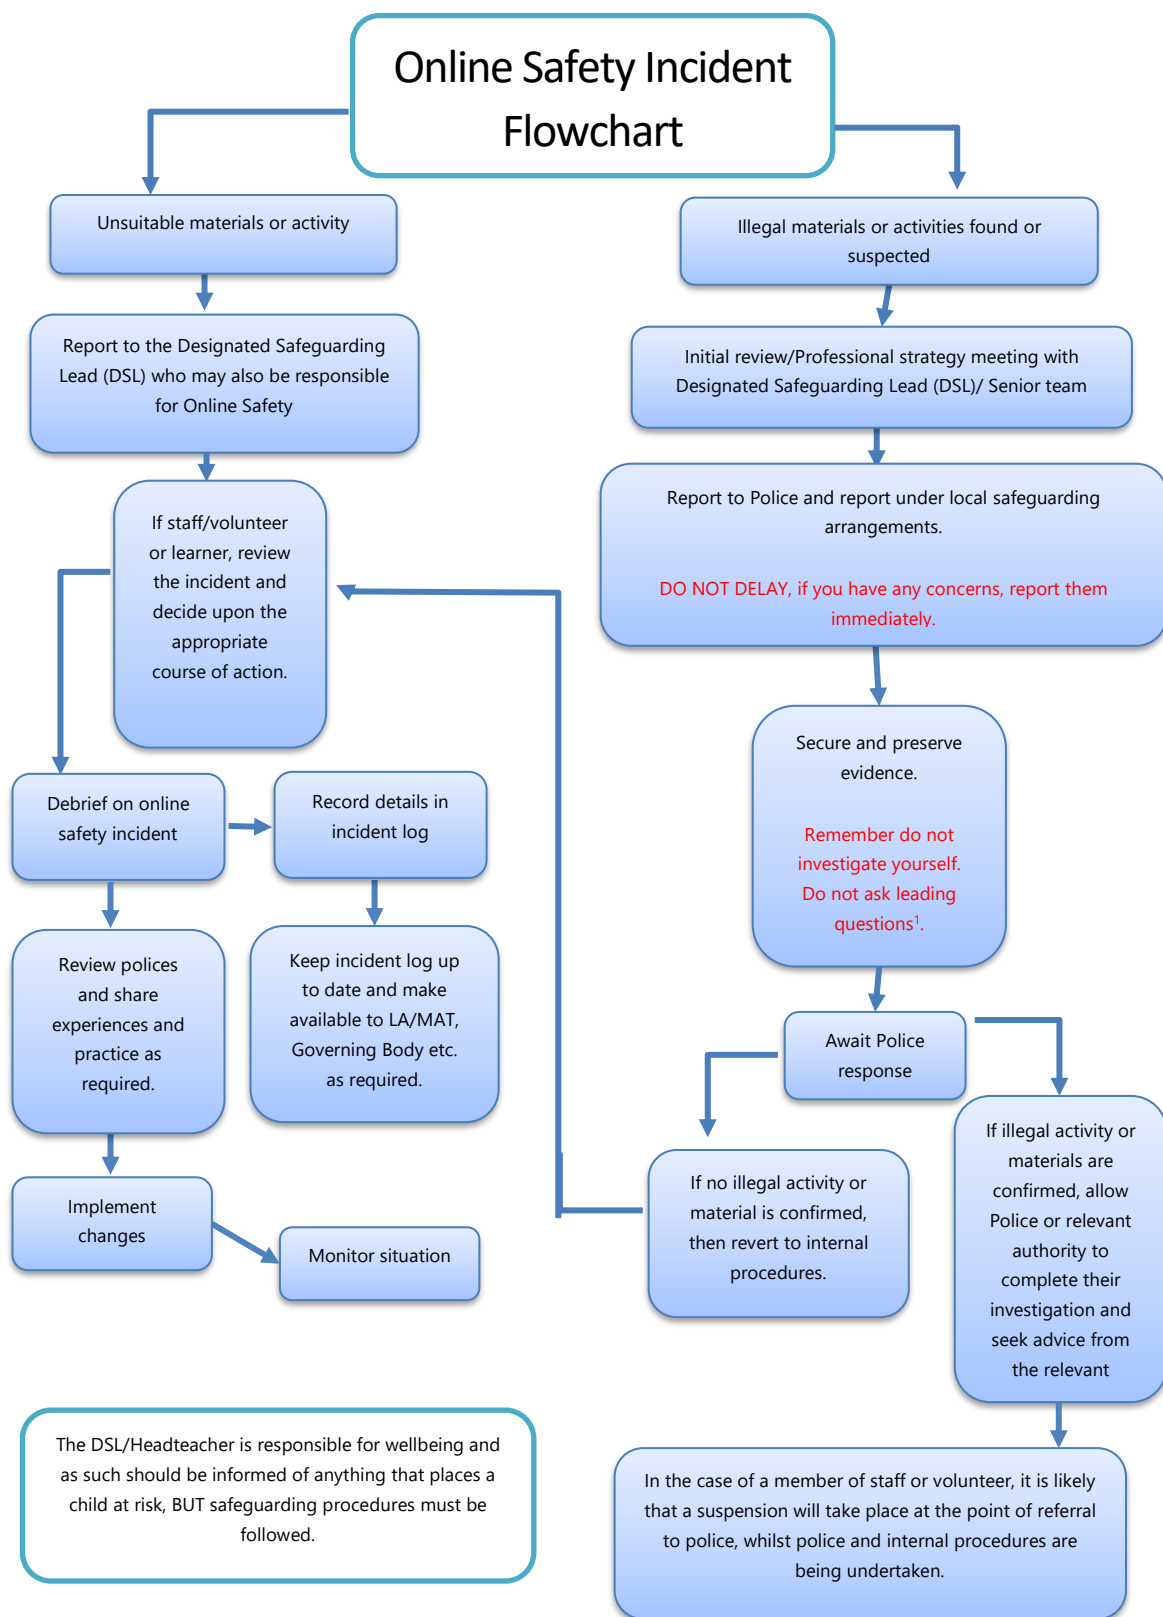 Online Safety Incident
Flowchart
Unsuitable materials or activity
Report to the Designated Safeguarding
Lead (DSL) who may also be responsible
for Online Safety
If staff/volunteer
or learner, review
the incident and
decide upon the
appropriate
course of action.
Debrief on online
safety incident
Record details in
incident log
Review polices
and share
experiences and
practice as
required.
Keep incident log up
to date and make
available to LA/MAT,
Governing Body etc.
as required.
Implement
changes
Monitor situation
Illegal materials or activities found or
suspected
Initial review/Professional strategy meeting with
Designated Safeguarding Lead (DSL)/ Senior team
Report to Police and report under local safeguarding
arrangements.
DO NOT DELAY, if you have any concerns, report them
immediately.
Secure and preserve
evidence.
Remember do not
investigate yourself.
Do not ask leading
questions¹.
Await Police
response
If no illegal activity or
material is confirmed,
then revert to internal
procedures.
If illegal activity or
materials are
confirmed, allow
Police or relevant
authority to
complete their
investigation and
seek advice from
the relevant
In the case of a member of staff or volunteer, it is likely
that a suspension will take place at the point of referral
to police, whilst police and internal procedures are
being undertaken.
The DSL/Headteacher is responsible for wellbeing and
as such should be informed of anything that places a
child at risk, BUT safeguarding procedures must be
followed.